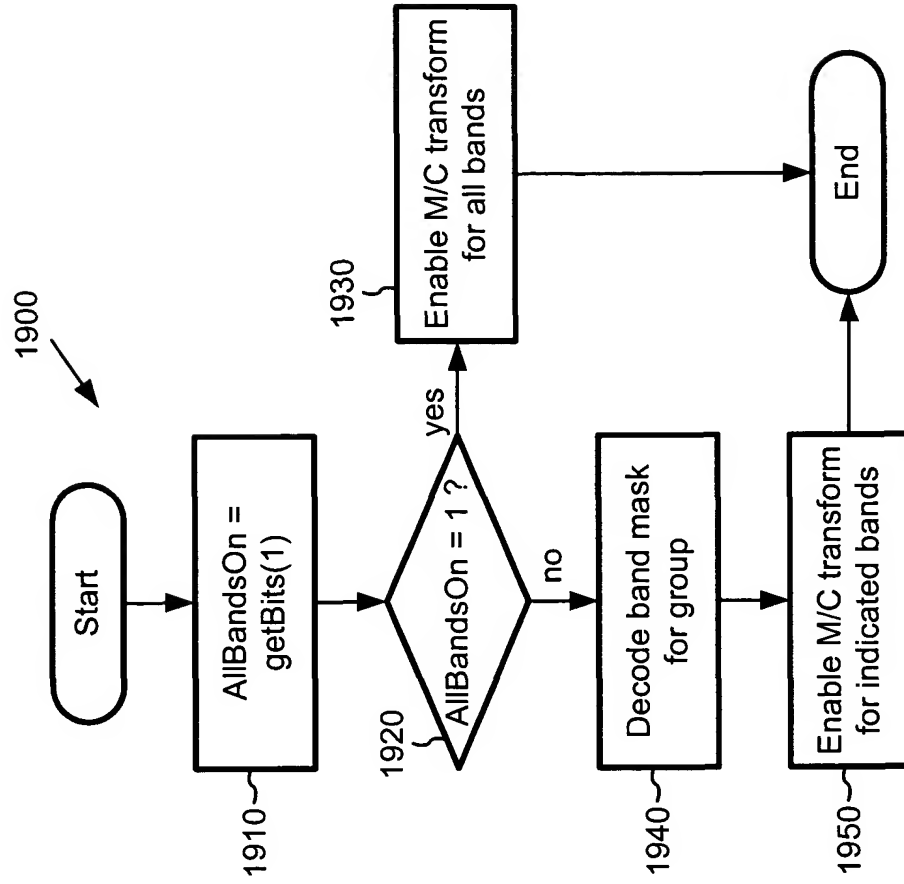 1900
Start
1910
AllBandsOn =
getBits(1)
1920
AllBandsOn = 1 ?
yes
no
1930
Enable M/C transform
for all bands
1940
Decode band mask
for group
1950
Enable M/C transform
for indicated bands
End